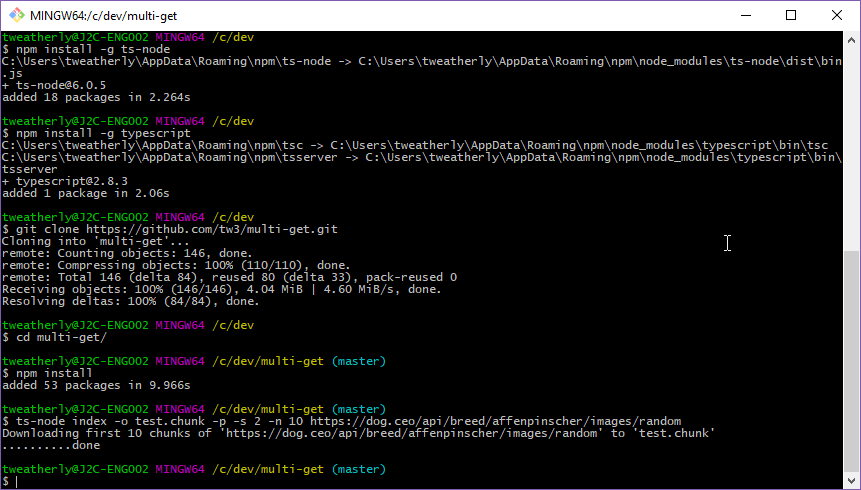 MINGW64:/c/dev/multi-get
tweatherly@J2C-ENG002 MINGW64 /c/dev
$ npm install -g ts-node
C:\Users\tweatherly\AppData\Roaming\npm\ts-node -> C:\Users\tweatherly\AppData\Roaming\npm\node_modules\ts-node\dist\bin
.js
+ ts-node@6.0.5
added 18 packages in 2.264s
tweatherly@J2C-ENG002 MINGW64 /c/dev
$ npm install -g typescript
C:\Users\tweatherly\AppData\Roaming\npm\tsc -> C:\Users\tweatherly\AppData\Roaming\npm\node_modules\typescript\bin\tsc
C:\Users\tweatherly\AppData\Roaming\npm\tsserver -> C:\Users\tweatherly\AppData\Roaming\npm\node_modules\typescript\bin\
tsserver
+ typescript@2.8.3
added 1 package in 2.06s
tweatherly@J2C-ENG002 MINGW64 /c/dev
$ git clone https://github.com/tw3/multi-get.git
Cloning into 'multi-get'...
remote: Counting objects: 146, done.
remote: Compressing objects: 100% (110/110), done.
remote: Total 146 (delta 84), reused 80 (delta 33), pack-reused 0
Receiving objects: 100% (146/146), 4.04 MiB | 4.60 MiB/s, done.
Resolving deltas: 100% (84/84), done.
tweatherly@J2C-ENG002 MINGW64 /c/dev
$ cd multi-get/
tweatherly@J2C-ENG002 MINGW64 /c/dev/multi-get (master)
$ npm install
added 53 packages in 9.966s
tweatherly@J2C-ENG002 MINGW64 /c/dev/multi-get (master)
$ ts-node index -o test.chunk -p -s 2 -n 10 https://dog.ceo/api/breed/affenpinscher/images/random
Downloading first 10 chunks of 'https://dog.ceo/api/breed/affenpinscher/images/random' to 'test.chunk'
..........done
tweatherly@J2C-ENG002 MINGW64 /c/dev/multi-get (master)
$